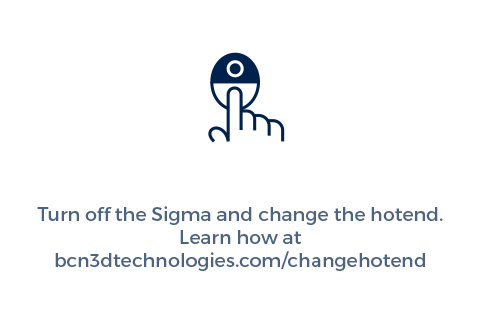 Turn off the Sigma and change the hotend.
Learn how at
bcn3dtechnologies.com/changehotend